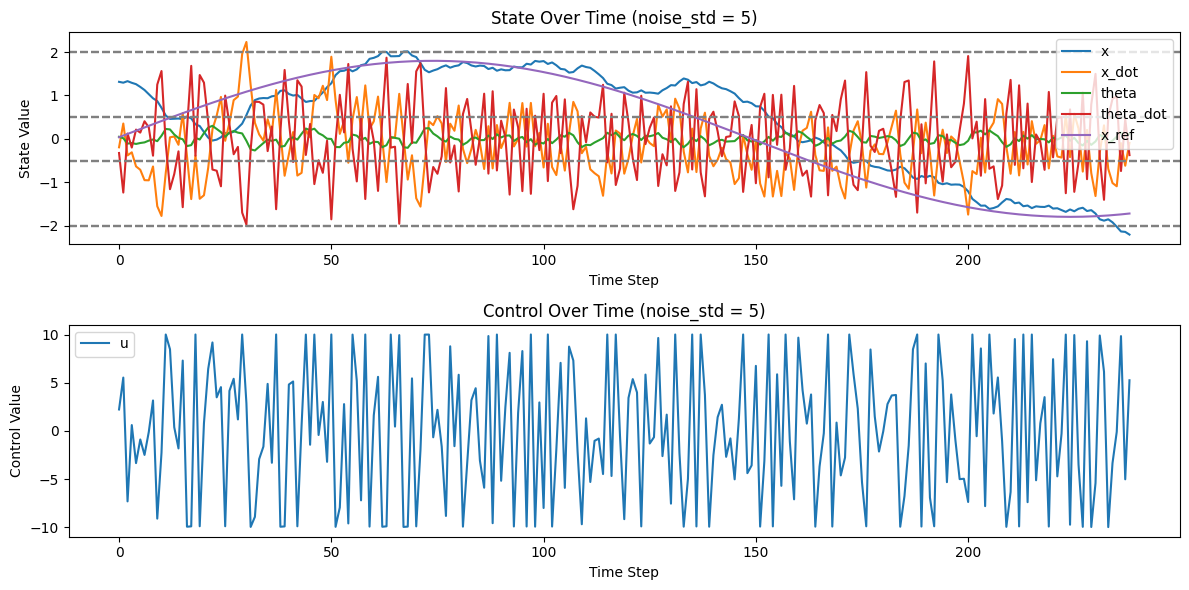 State Over Time (noise_std = 5)
State Value
2
1
0
−1
−2
x
x_dot
theta
theta_dot
x_ref
0
50
100
150
200
Time Step
Control Over Time (noise_std = 5)
Control Value
10
5
0
−5
−10
u
0
50
100
150
200
Time Step